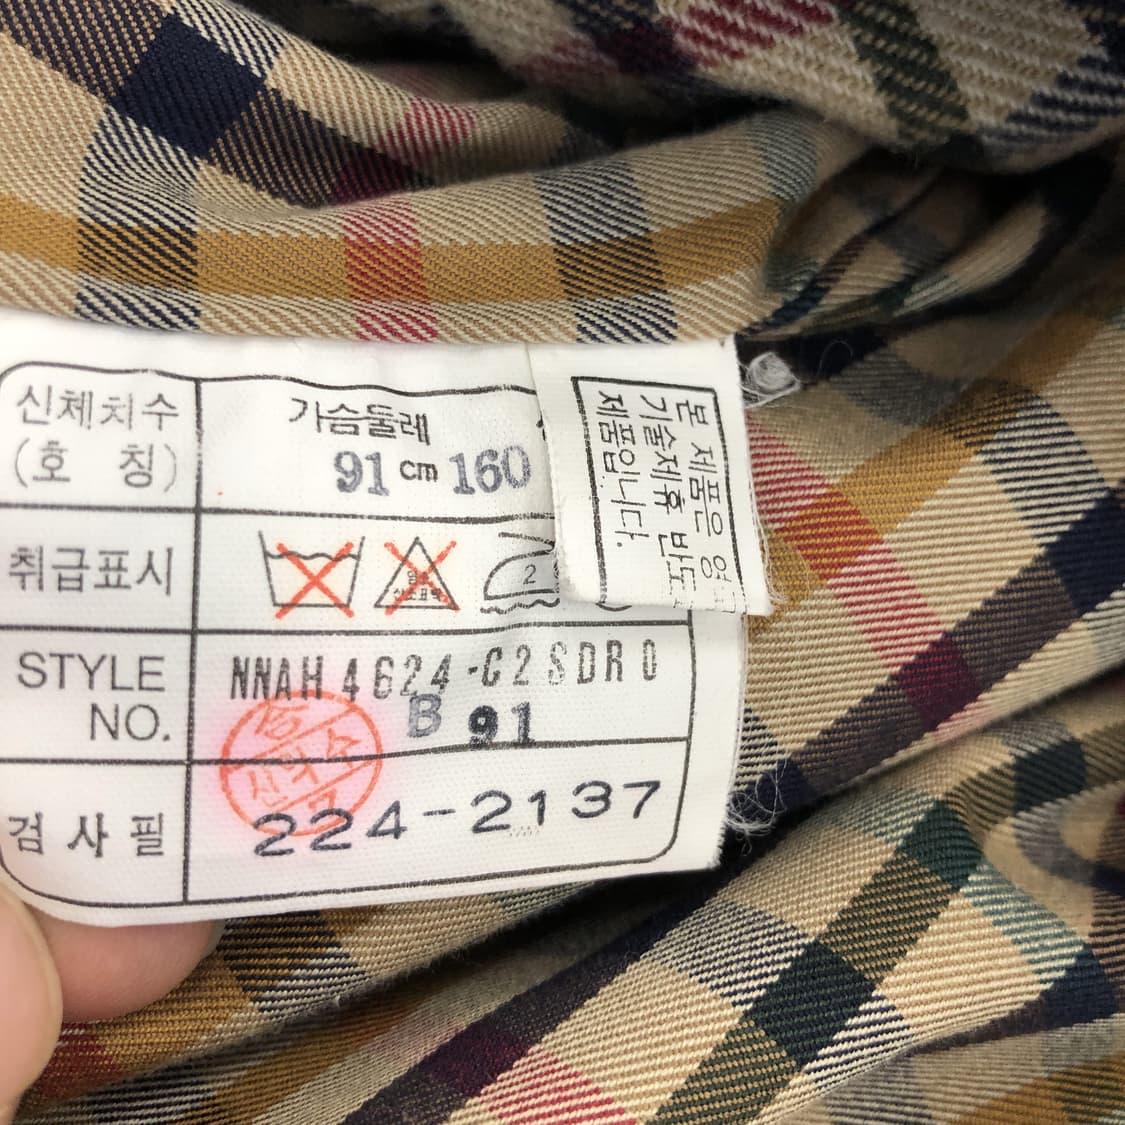 신체치수
(호 칭)
가슴둘레
91 cm 160
취급표시
2
STYLE
NO.
NNAH4624-C2SDR0
B 91
검사필
224-2137
본 제품은
기술제휴 반도
제품입니다.